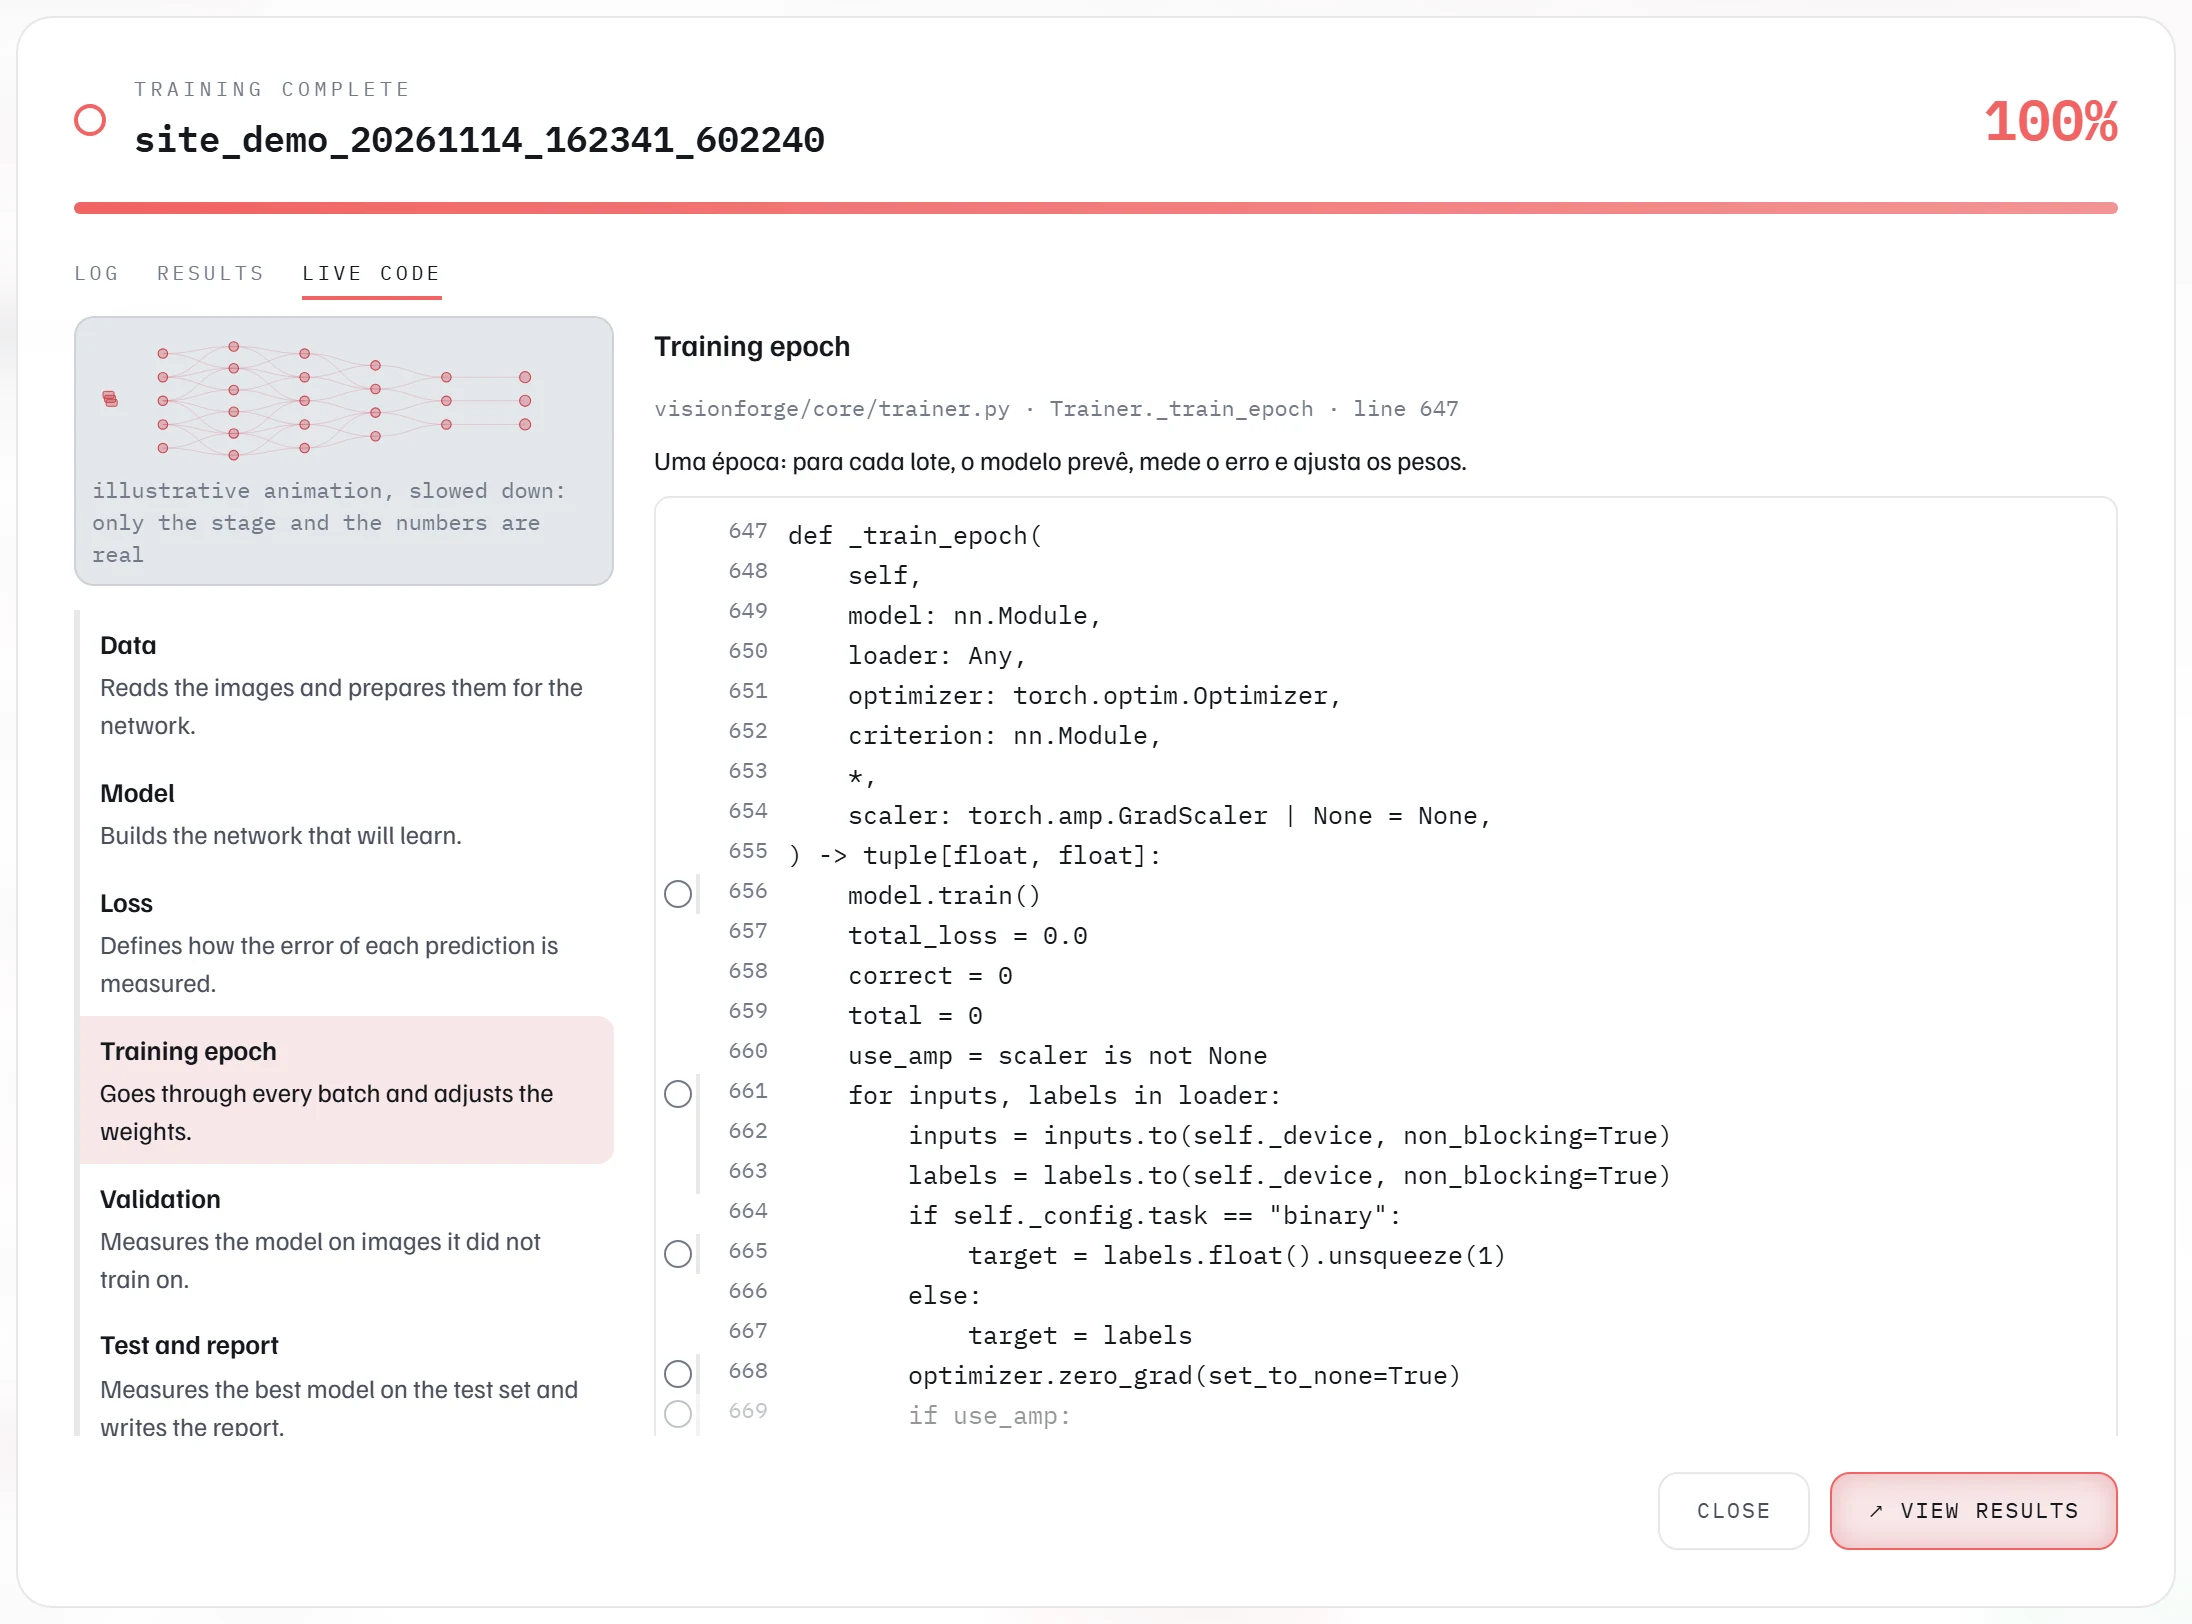 TRAINING COMPLETE
site_demo_20261114_162341_602240
100%
LOG RESULTS LIVE CODE
illustrative animation, slowed down:
only the stage and the numbers are
real
Data
Reads the images and prepares them for the
network.
Model
Builds the network that will learn.
Loss
Defines how the error of each prediction is
measured.
Training epoch
Goes through every batch and adjusts the
weights.
Validation
Measures the model on images it did not
train on.
Test and report
Measures the best model on the test set and
writes the report.
Training epoch
visionforge/core/trainer.py · Trainer._train_epoch · line 647
Uma época: para cada lote, o modelo prevê, mede o erro e ajusta os pesos.
647 def _train_epoch(
648     self,
649     model: nn.Module,
650     loader: Any,
651     optimizer: torch.optim.Optimizer,
652     criterion: nn.Module,
653     *,
654     scaler: torch.amp.GradScaler | None = None,
655 ) -> tuple[float, float]:
656     model.train()
657     total_loss = 0.0
658     correct = 0
659     total = 0
660     use_amp = scaler is not None
661     for inputs, labels in loader:
662         inputs = inputs.to(self._device, non_blocking=True)
663         labels = labels.to(self._device, non_blocking=True)
664         if self._config.task == "binary":
665             target = labels.float().unsqueeze(1)
666         else:
667             target = labels
668         optimizer.zero_grad(set_to_none=True)
669         if use_amp:
CLOSE
↗ VIEW RESULTS